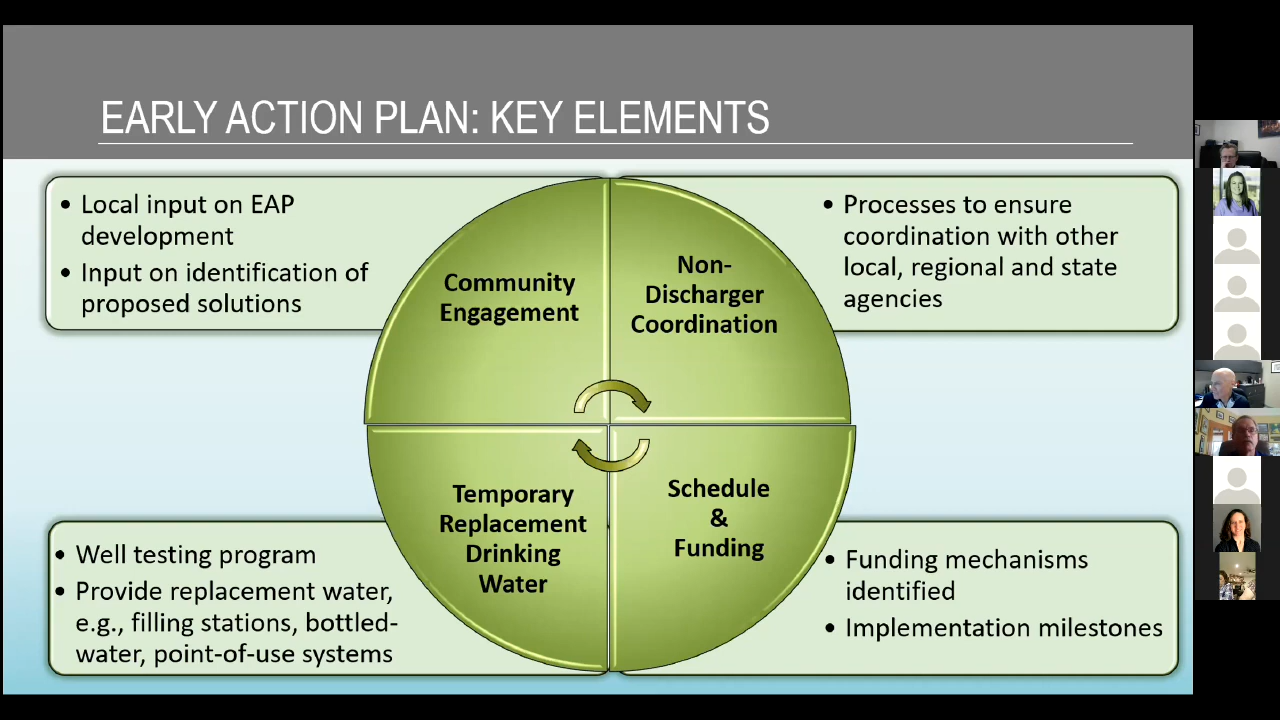 EARLY ACTION PLAN: KEY ELEMENTS
• Local input on EAP
development
• Input on identification of
proposed solutions
Community
Engagement
Non-
Discharger
Coordination
• Processes to ensure
coordination with other
local, regional and state
agencies
• Well testing program
• Provide replacement water,
e.g., filling stations, bottled-
water, point-of-use systems
Temporary
Replacement
Drinking
Water
Schedule
&
Funding
• Funding mechanisms
identified
• Implementation milestones